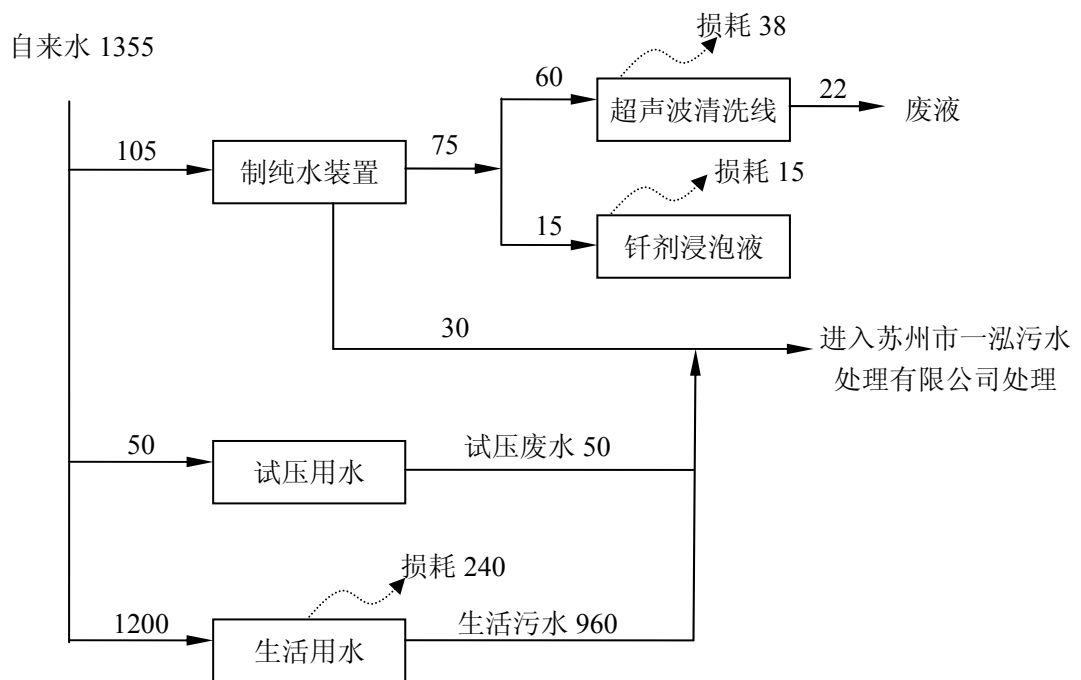 损耗 38
自来水 1355
60
超声波清洗线
22
废液
105
制纯水装置
75
损耗 15
15
钎剂浸泡液
30
进入苏州市一泓污水
处理有限公司处理
50
试压用水
试压废水 50
损耗 240
1200
生活用水
生活污水 960